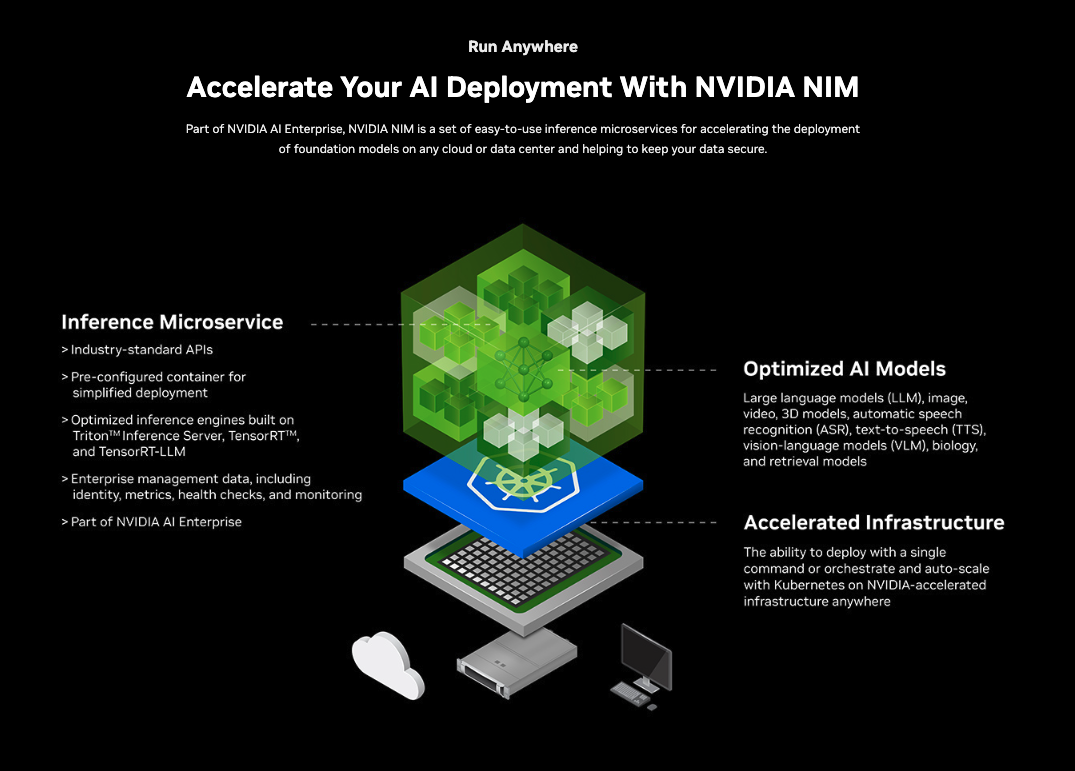 Run Anywhere
Accelerate Your AI Deployment With NVIDIA NIM
Part of NVIDIA AI Enterprise, NVIDIA NIM is a set of easy-to-use inference microservices for accelerating the deployment
of foundation models on any cloud or data center and helping to keep your data secure.
Inference Microservice
> Industry-standard APIs
> Pre-configured container for
simplified deployment
> Optimized inference engines built on
Triton™ Inference Server, TensorRT™,
and TensorRT-LLM
> Enterprise management data, including
identity, metrics, health checks, and monitoring
> Part of NVIDIA AI Enterprise
Optimized AI Models
Large language models (LLM), image,
video, 3D models, automatic speech
recognition (ASR), text-to-speech (TTS),
vision-language models (VLM), biology,
and retrieval models
Accelerated Infrastructure
The ability to deploy with a single
command or orchestrate and auto-scale
with Kubernetes on NVIDIA-accelerated
infrastructure anywhere